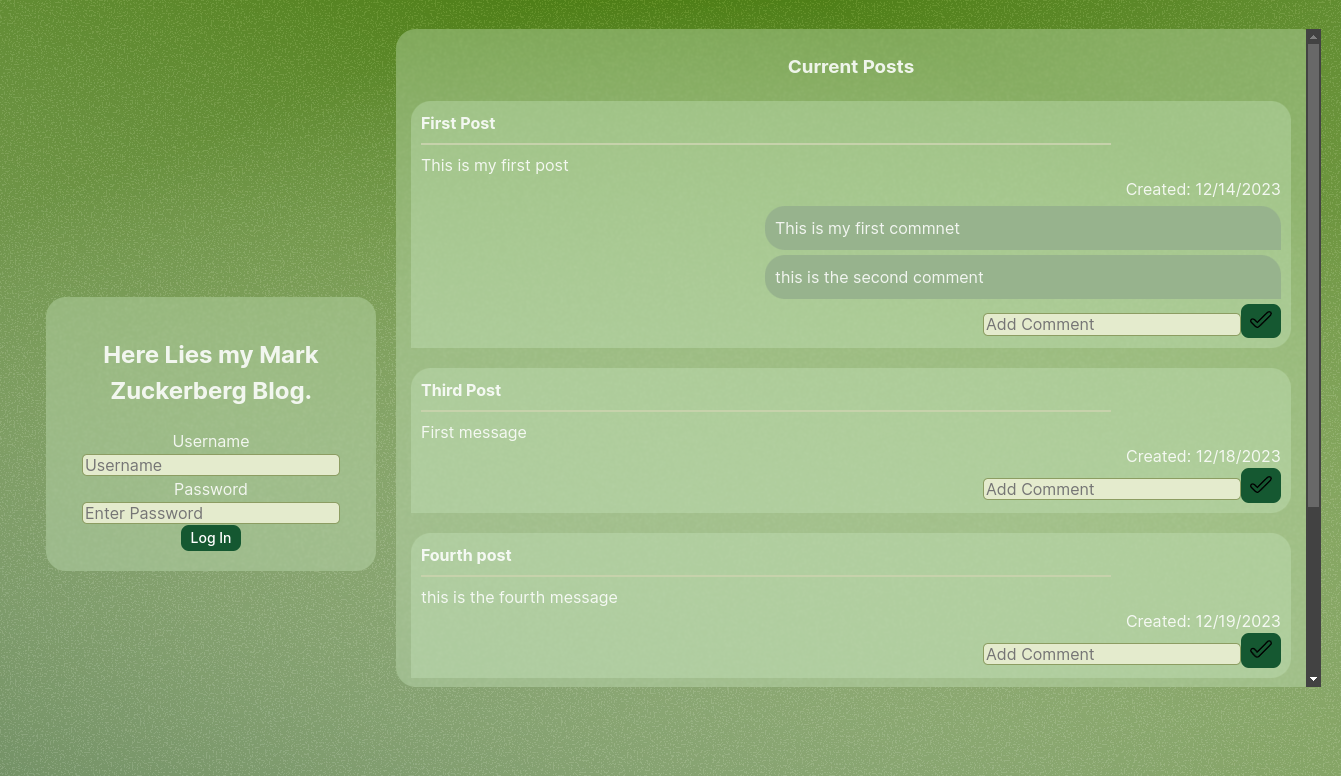 Here Lies my Mark
Zuckerberg Blog.
Username
Username
Password
Enter Password
Log In
Current Posts
First Post
This is my first post
Created: 12/14/2023
This is my first commnet
this is the second comment
Add Comment
Third Post
First message
Created: 12/18/2023
Add Comment
Fourth post
this is the fourth message
Created: 12/19/2023
Add Comment